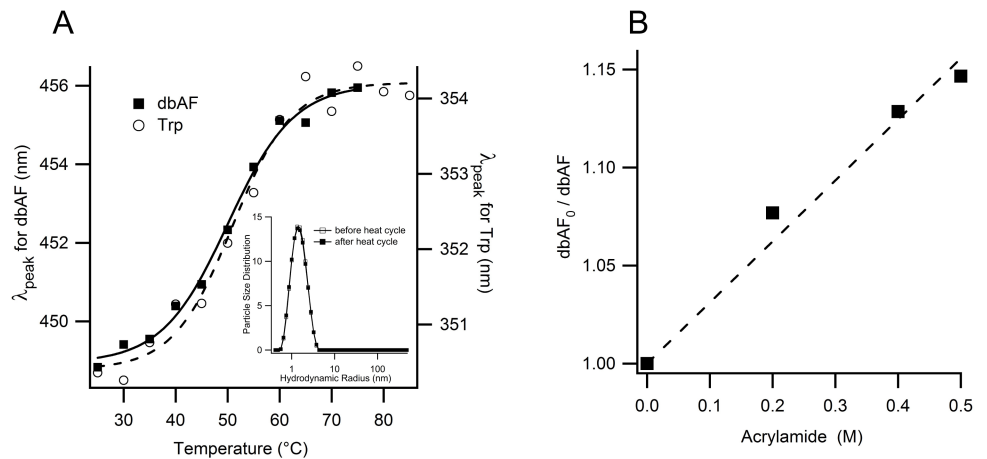 A
B
456
454
452
450
λpeak for dbAF (nm)
dbAF
Trp
354
353
352
351
λpeak for Trp (nm)
30 40 50 60 70 80
Temperature (°C)
15
10
5
0
Particle Size Distribution
before heat cycle
after heat cycle
1 10 100
Hydrodynamic Radius (nm)
1.15
1.10
1.05
1.00
dbAF0 / dbAF
0.0 0.1 0.2 0.3 0.4 0.5
Acrylamide (M)